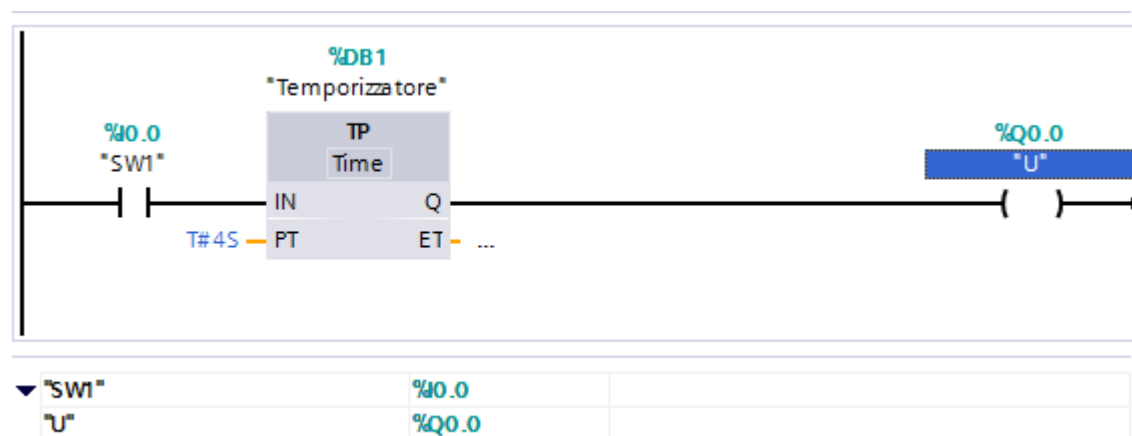 %DB1
"Temporizzatore"
%I0.0 TP %Q0.0
"SW1" Time "U"
IN Q
T#4S PT ET ...
"SW1" %I0.0
"U" %Q0.0